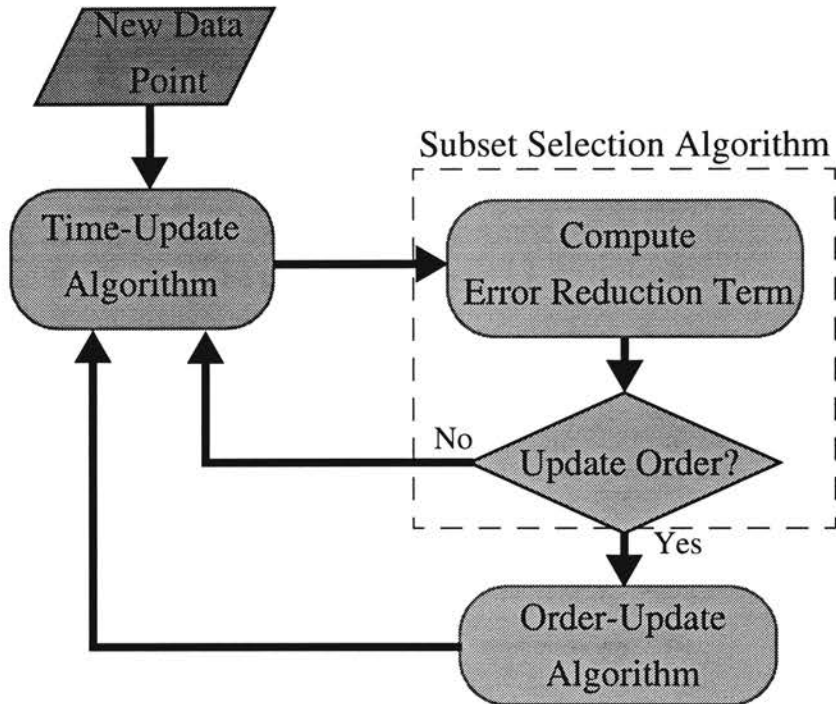 New Data
Point
Subset Selection Algorithm
Time-Update
Algorithm
Compute
Error Reduction Term
No
Update Order?
Yes
Order-Update
Algorithm